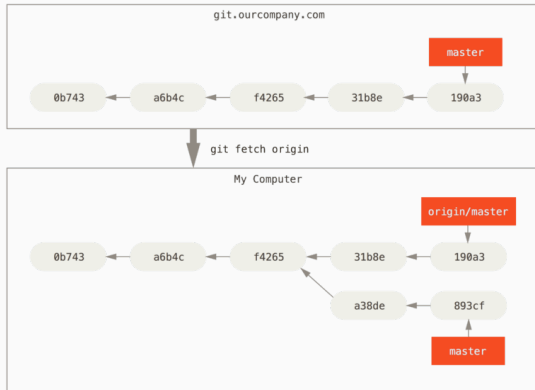 git.ourcompany.com
master
0b743 a6b4c f4265 31b8e 190a3
git fetch origin
My Computer
origin/master
0b743 a6b4c f4265 31b8e 190a3
a38de 893cf
master